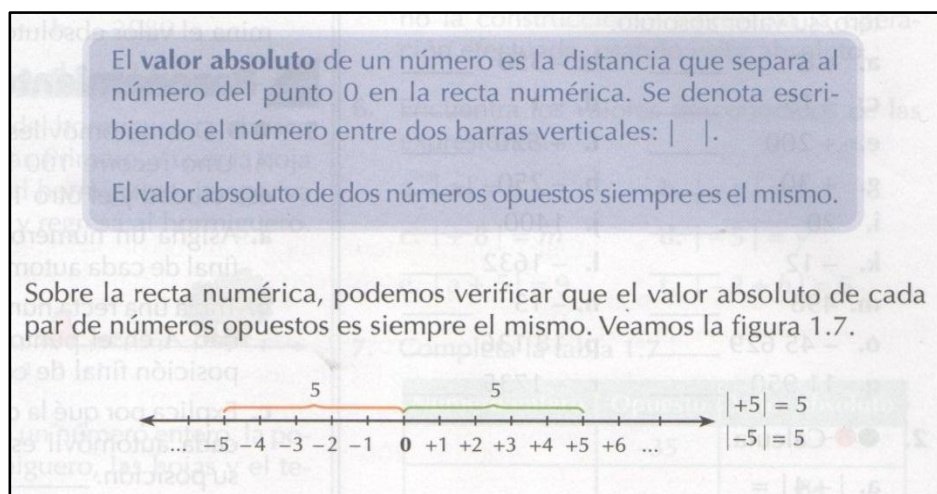 El valor absoluto de un número es la distancia que separa al
número del punto 0 en la recta numérica. Se denota escri-
biendo el número entre dos barras verticales: |  |.
El valor absoluto de dos números opuestos siempre es el mismo.
Sobre la recta numérica, podemos verificar que el valor absoluto de cada
par de números opuestos es siempre el mismo. Veamos la figura 1.7.
5 5
|+5| = 5
... −5 −4 −3 −2 −1 0 +1 +2 +3 +4 +5 +6 ...
|−5| = 5